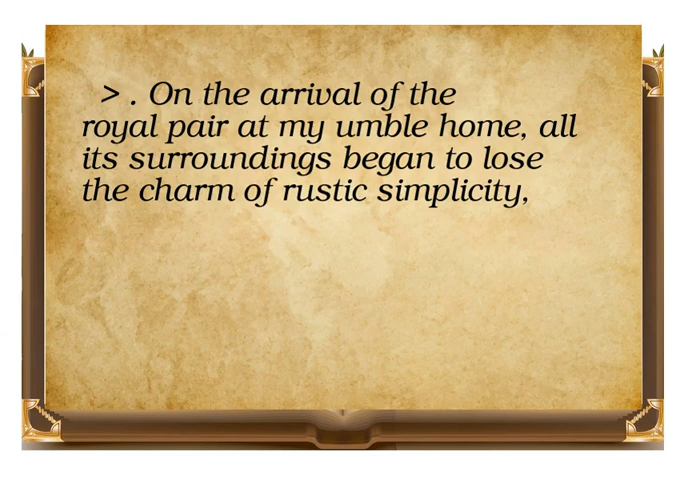 > . On the arrival of the
royal pair at my umble home, all
its surroundings began to lose
the charm of rustic simplicity,